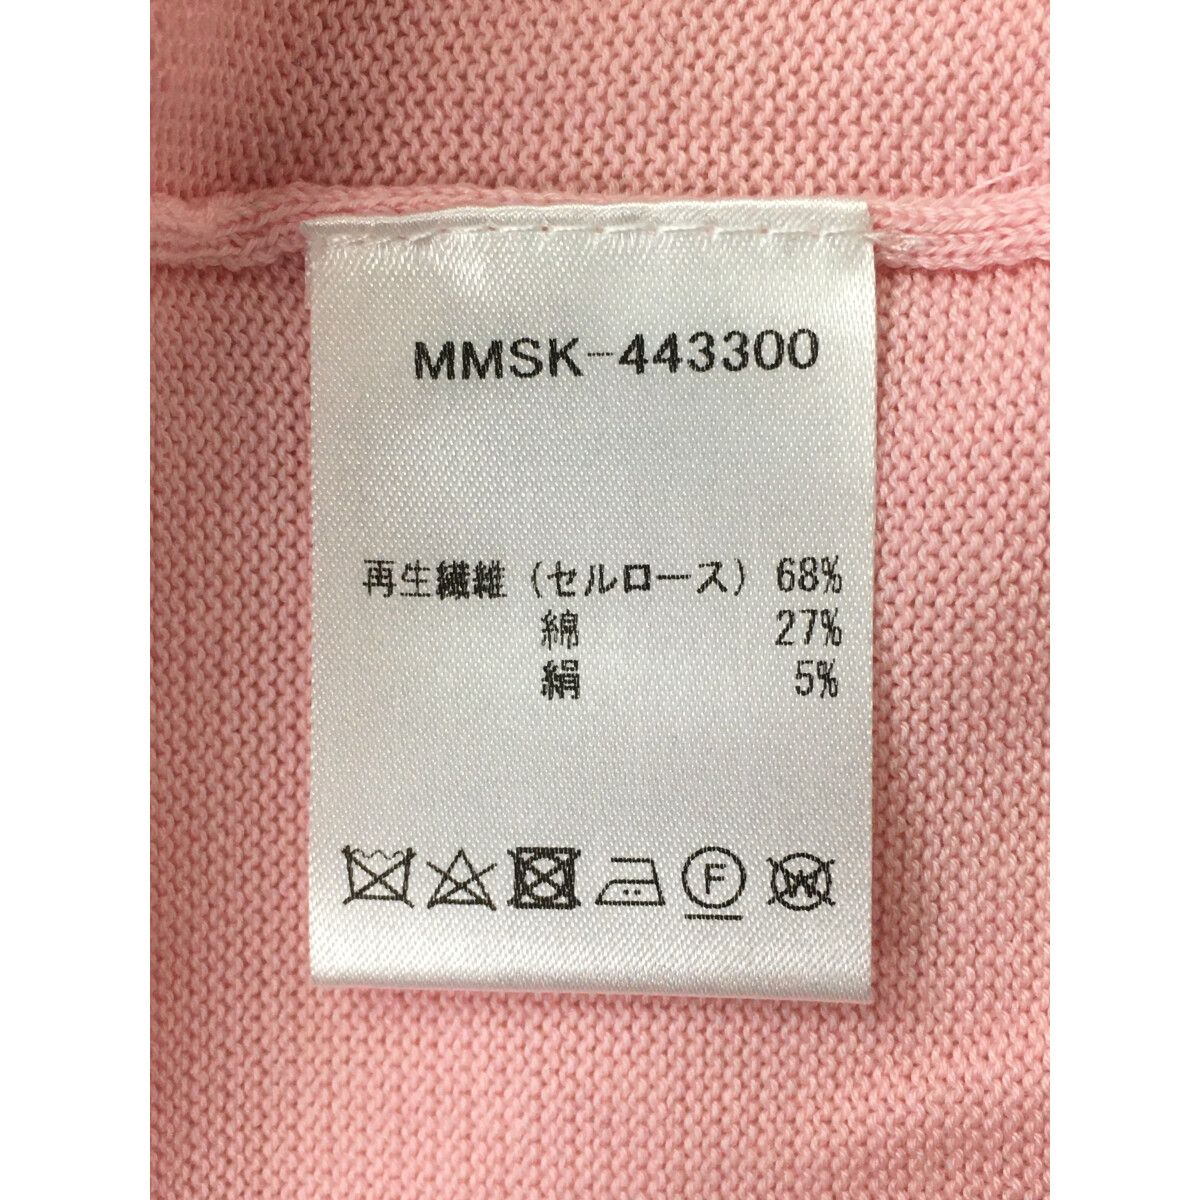 MMSK-443300
再生繊維（セルロース） 68%
綿 27%
絹 5%
F W